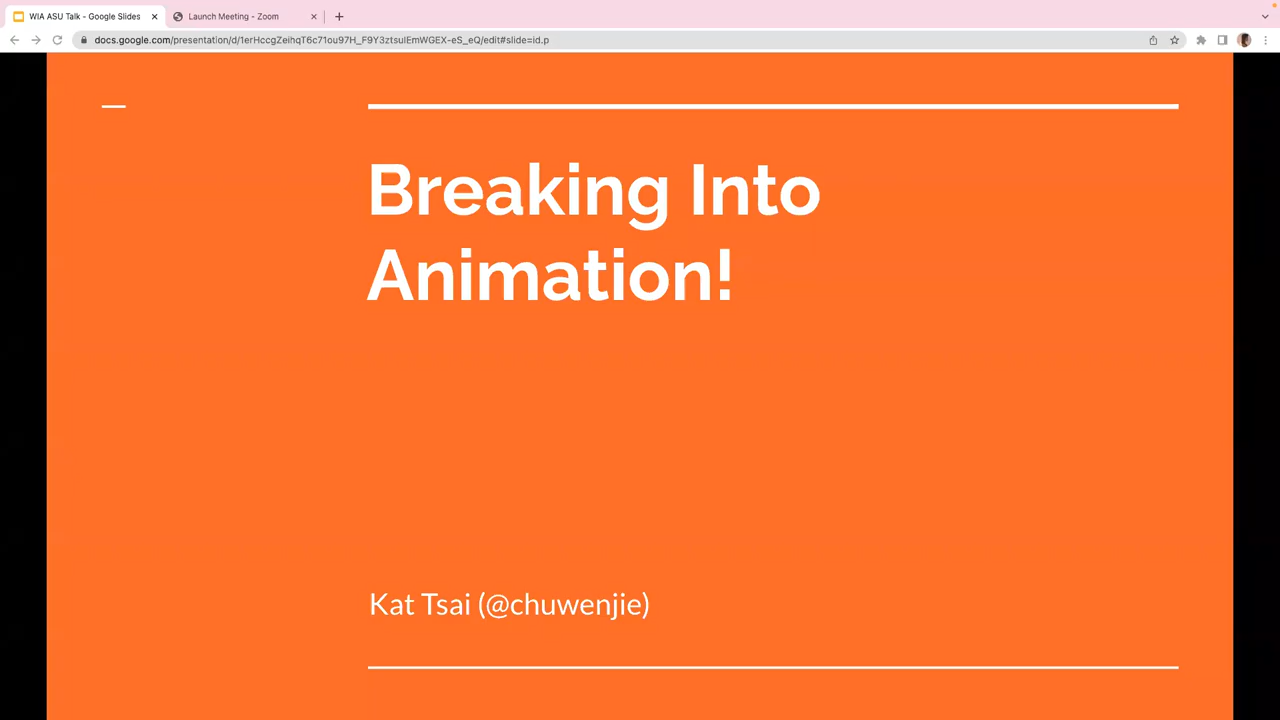 WIA ASU Talk - Google Slides
Launch Meeting - Zoom
docs.google.com/presentation/d/1erHccgZeihqT6c71ou97H_F9Y3ztsulEmWGEX-eS_eQ/edit#slide=id.p
Breaking Into
Animation!
Kat Tsai (@chuwenjie)